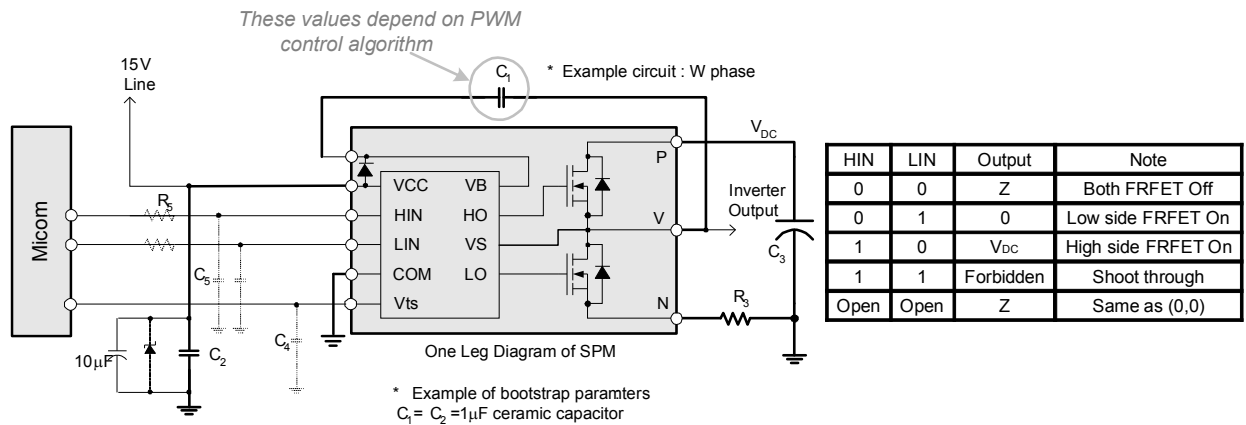 These values depend on PWM
control algorithm
15V
Line
C1
* Example circuit : W phase
VDC
P
Micom
R5
VCC VB
HIN HO
LIN VS
COM LO
Vts
V
N
Inverter
Output
C3
R3
C5
C4
10μF
C2
One Leg Diagram of SPM
* Example of bootstrap paramters
C1= C2 =1μF ceramic capacitor
HIN LIN Output Note
0 0 Z Both FRFET Off
0 1 0 Low side FRFET On
1 0 VDC High side FRFET On
1 1 Forbidden Shoot through
Open Open Z Same as (0,0)